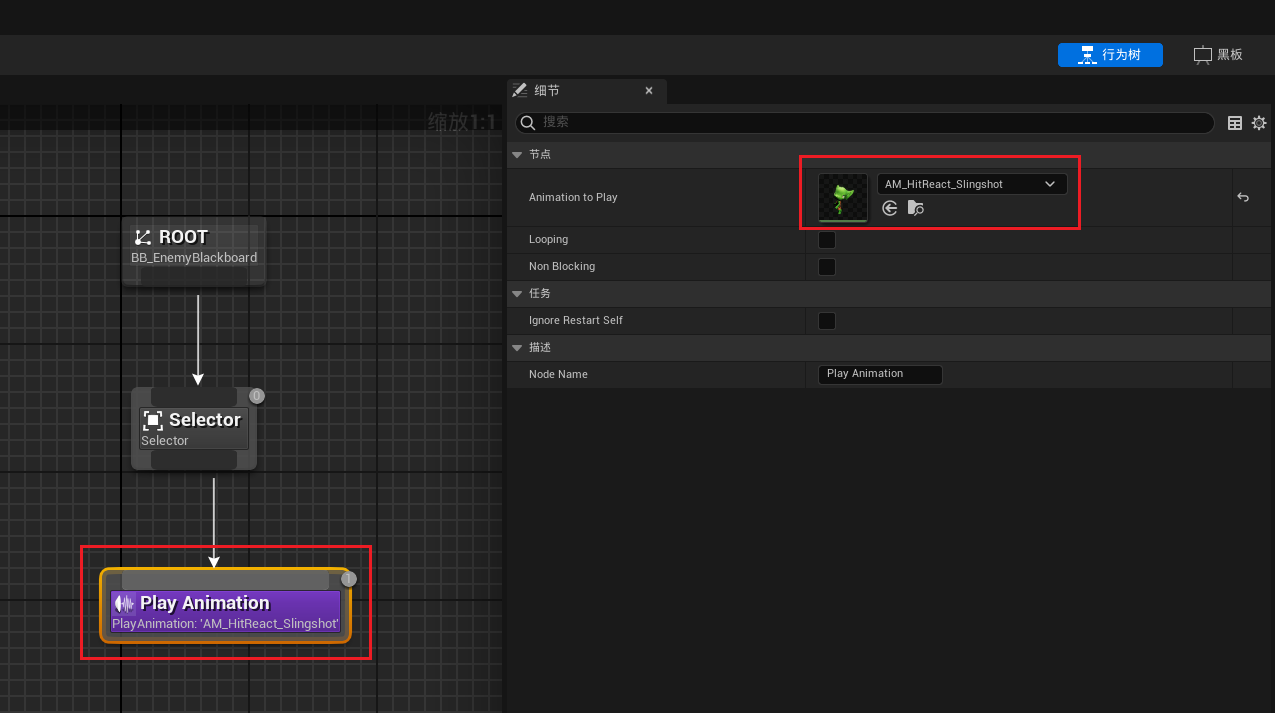 行为树
黑板
细节
缩放1:1
搜索
节点
Animation to Play
AM_HitReact_Slingshot
Looping
Non Blocking
任务
Ignore Restart Self
描述
Node Name
Play Animation
ROOT
BB_EnemyBlackboard
0
Selector
Selector
1
Play Animation
PlayAnimation: 'AM_HitReact_Slingshot'